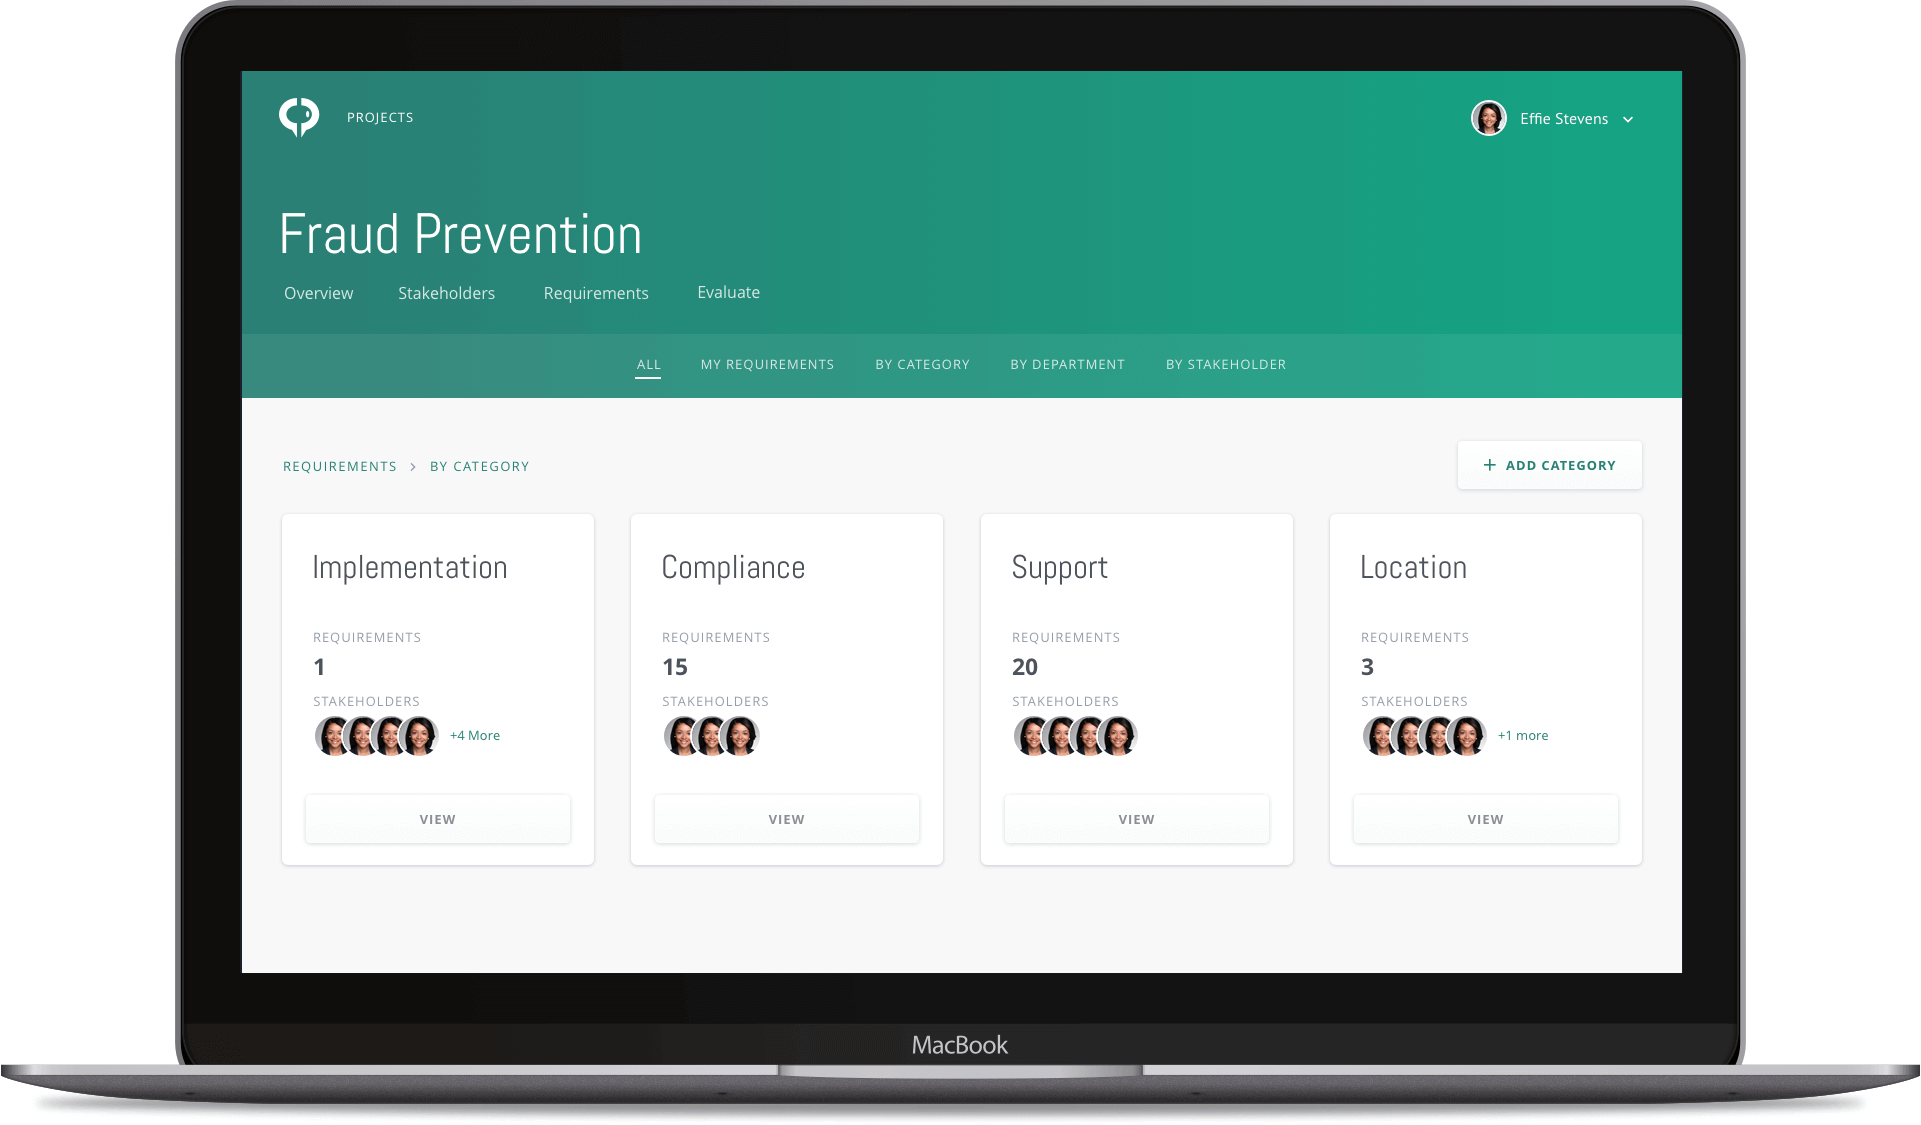 PROJECTS
Effie Stevens
Fraud Prevention
Overview Stakeholders Requirements Evaluate
ALL MY REQUIREMENTS BY CATEGORY BY DEPARTMENT BY STAKEHOLDER
REQUIREMENTS > BY CATEGORY
+ ADD CATEGORY
Implementation
REQUIREMENTS
1
STAKEHOLDERS
+4 More
VIEW
Compliance
REQUIREMENTS
15
STAKEHOLDERS
VIEW
Support
REQUIREMENTS
20
STAKEHOLDERS
VIEW
Location
REQUIREMENTS
3
STAKEHOLDERS
+1 more
VIEW
MacBook